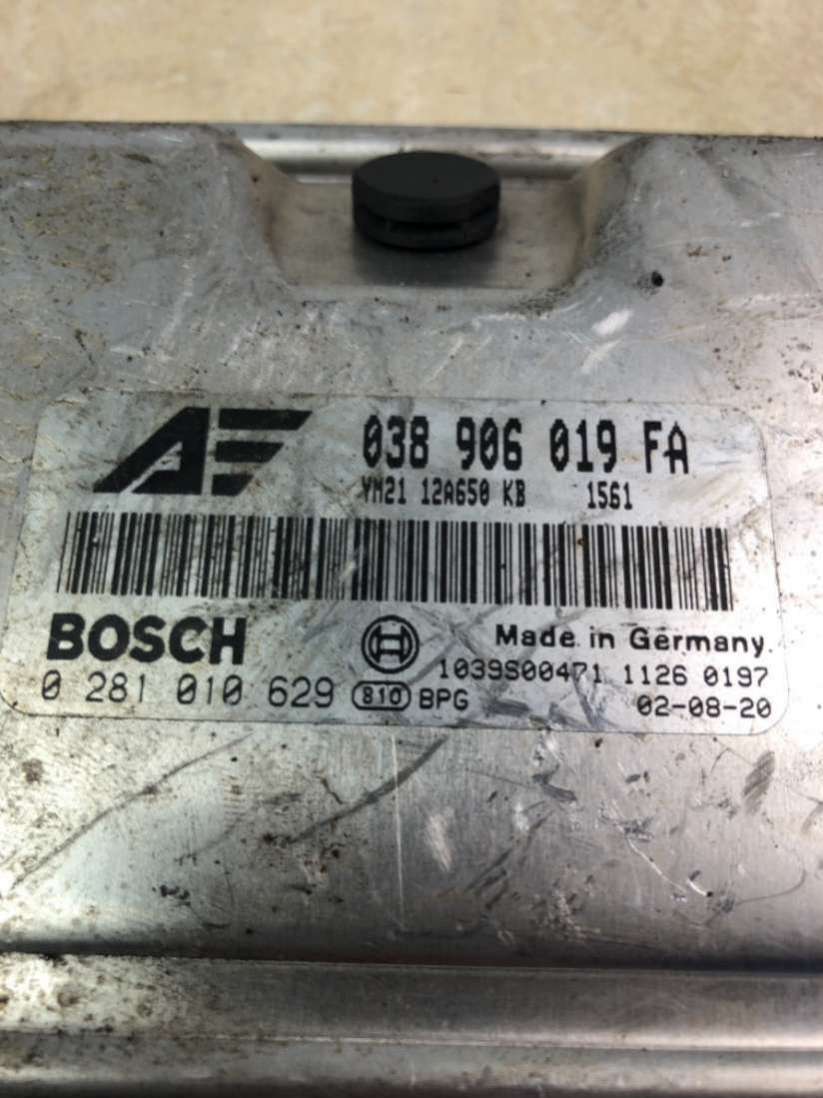 AE 038 906 019 FA
YM21 12A650 KB 1561
BOSCH Made in Germany.
1039S00471 1126 0197
0 281 010 629 810 BPG 02-08-20